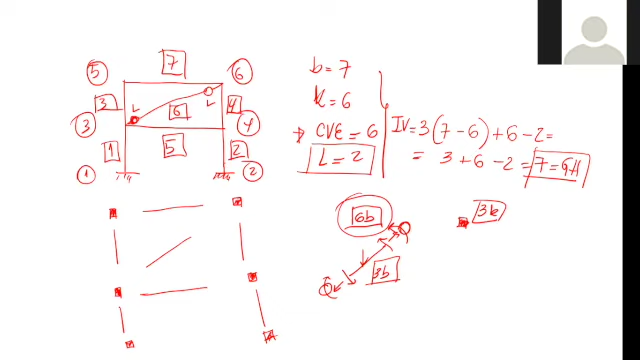 7
5
6
3
L
L
4
3
6
4
1
5
2
1
2
b = 7
K = 6
CVE = 6
L = 2
IV = 3(7 - 6) + 6 - 2 =
= 3 + 6 - 2 = 7 = GH
6b
3k
3b